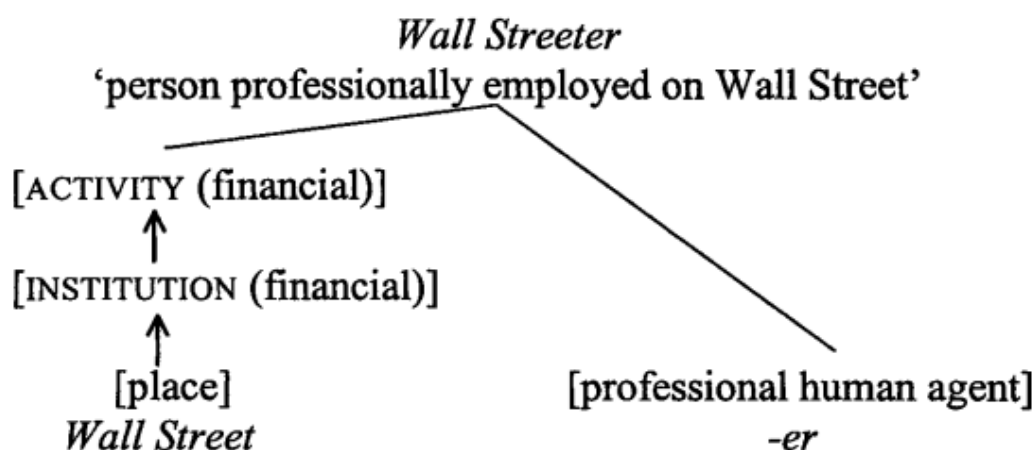 Wall Streeter
‘person professionally employed on Wall Street’
[ACTIVITY (financial)]
[INSTITUTION (financial)]
[place] [professional human agent]
Wall Street -er